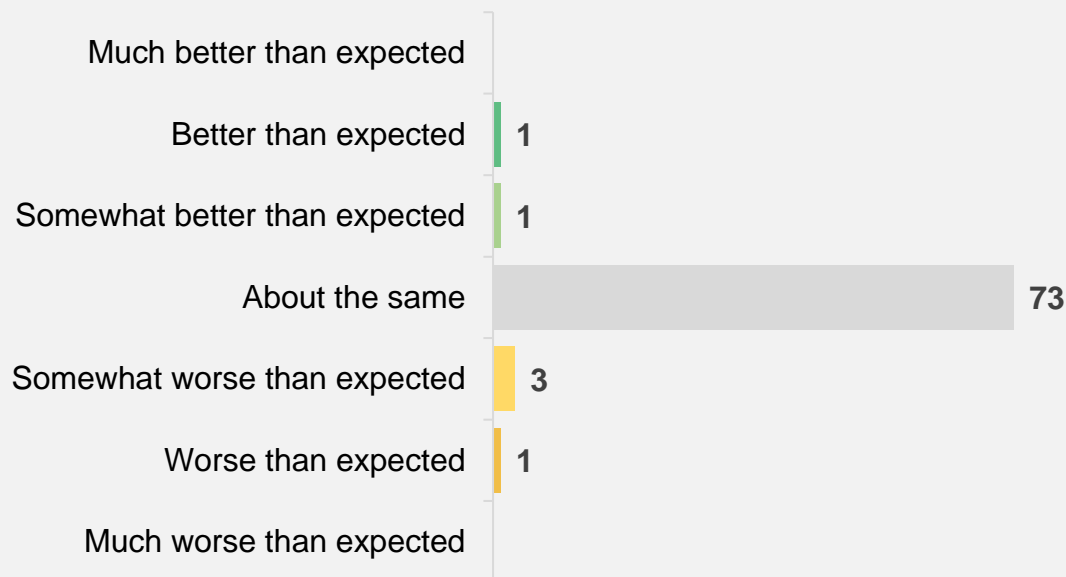 Much better than expected
Better than expected 1
Somewhat better than expected 1
About the same 73
Somewhat worse than expected 3
Worse than expected 1
Much worse than expected